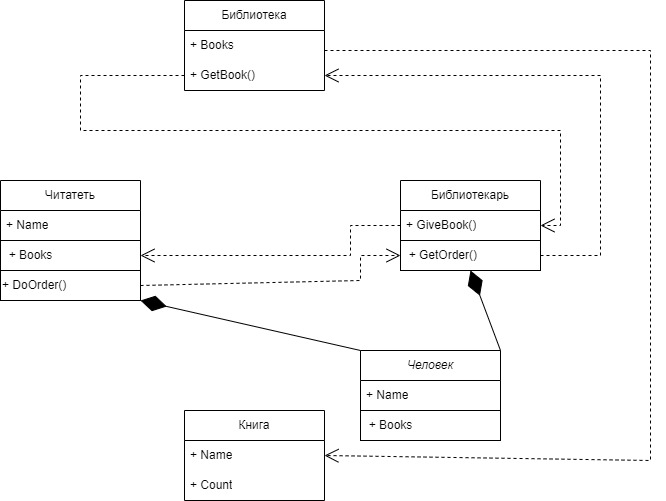 Библиотека
+ Books
+ GetBook()
Читатеть
+ Name
+ Books
+ DoOrder()
Библиотекарь
+ GiveBook()
+ GetOrder()
Человек
+ Name
+ Books
Книга
+ Name
+ Count